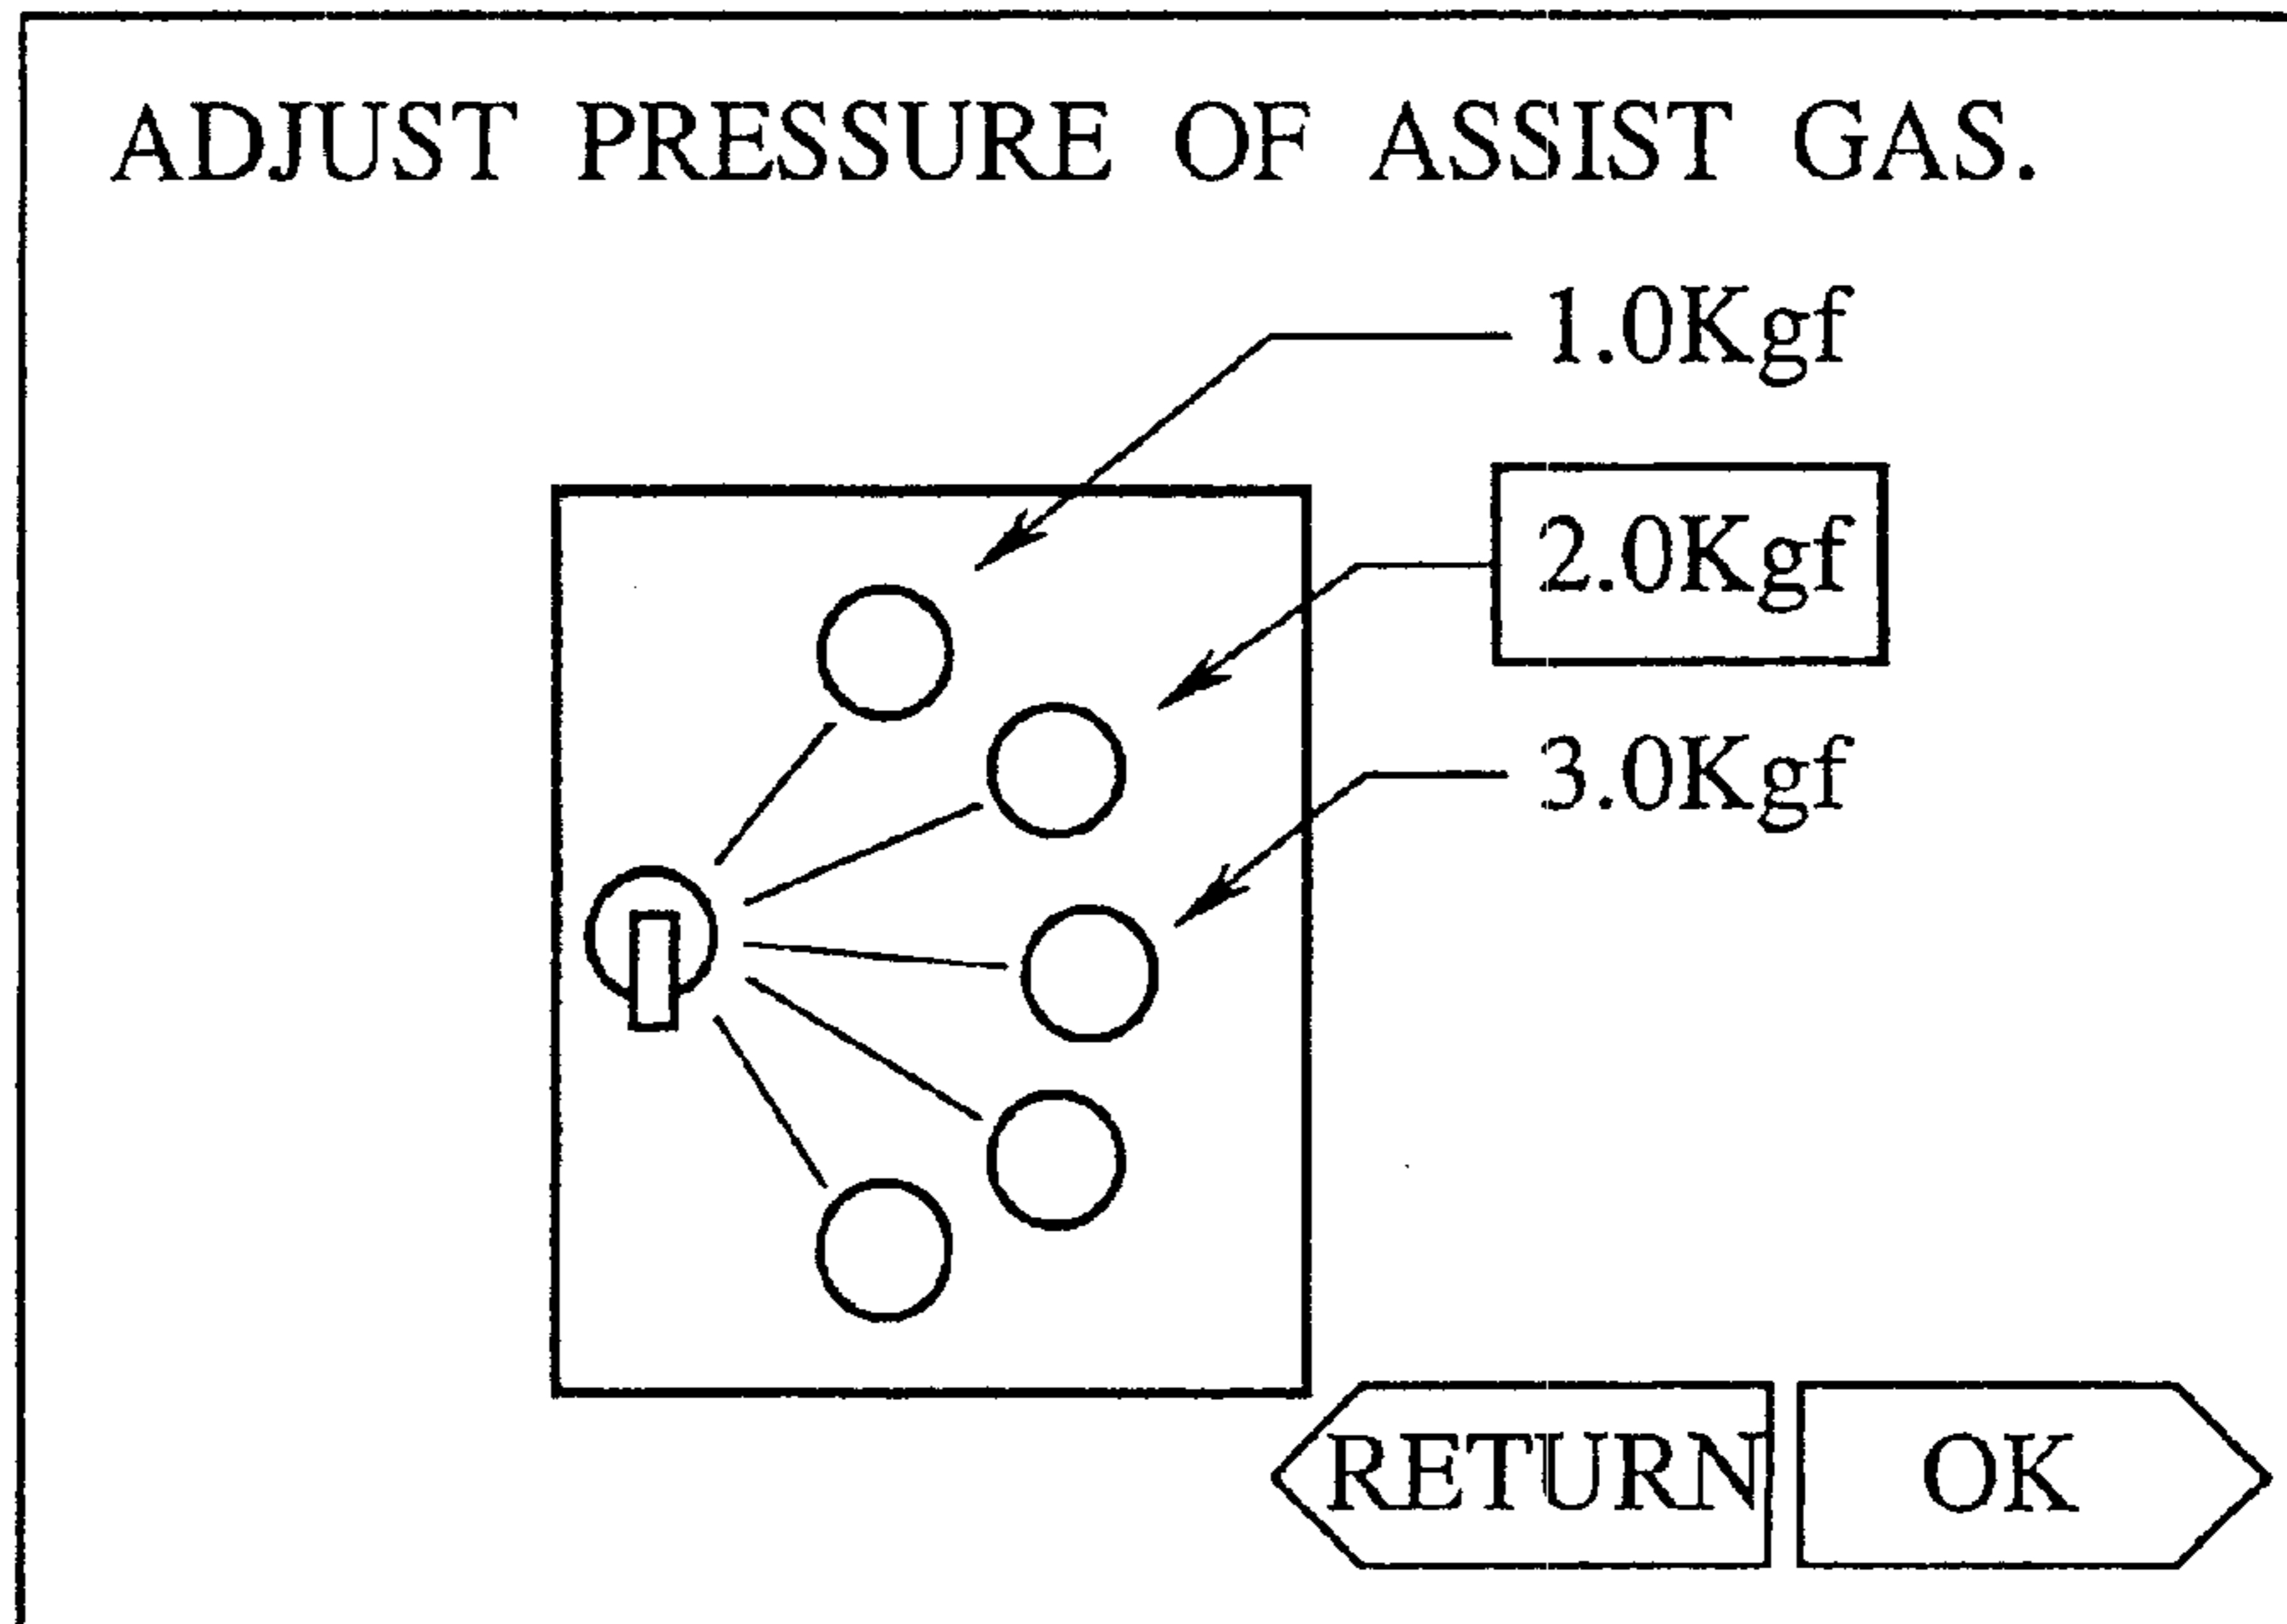 ADJUST PRESSURE OF ASSIST GAS.
1.0Kgf
2.0Kgf
3.0Kgf
RETURN OK